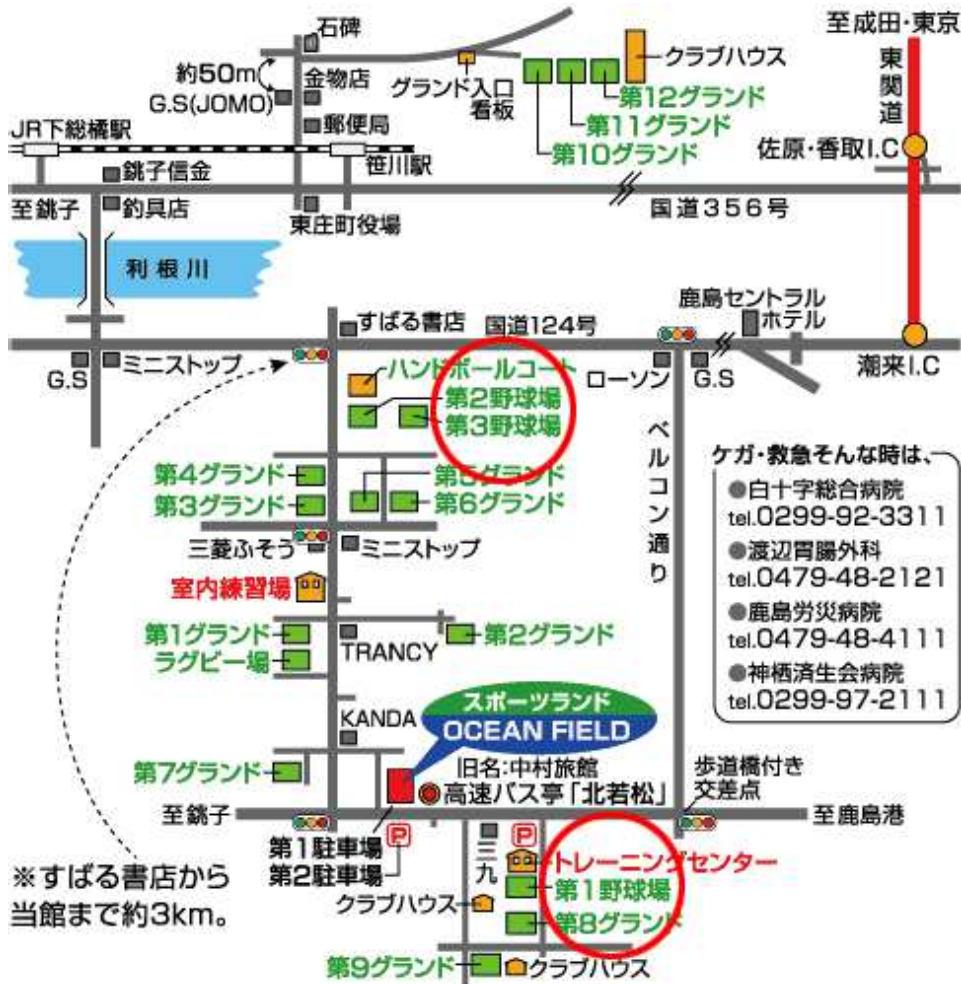 石碑
至成田・東京
東関道
約50m
金物店
G.S(JOMO)
グランド入口
看板
クラブハウス
第12グランド
第11グランド
第10グランド
郵便局
JR下総橘駅
笹川駅
佐原・香取I.C
銚子信金
至銚子
釣具店
東庄町役場
国道356号
利根川
すばる書店
国道124号
鹿島セントラル
ホテル
G.S
ミニストップ
ハンドボールコート
ローソン
G.S
潮来I.C
第2野球場
第3野球場
ベルコン通り
第4グランド
第5グランド
第3グランド
第6グランド
三菱ふそう
ミニストップ
室内練習場
第1グランド
TRANCY
第2グランド
ラグビー場
ケガ・救急そんな時は、
●白十字総合病院
tel.0299-92-3311
●渡辺胃腸外科
tel.0479-48-2121
●鹿島労災病院
tel.0479-48-4111
●神栖済生会病院
tel.0299-97-2111
KANDA
スポーツランド
OCEAN FIELD
第7グランド
旧名:中村旅館
高速バス亭「北若松」
歩道橋付き
交差点
至銚子
至鹿島港
第1駐車場
第2駐車場
P
P
三九
トレーニングセンター
第1野球場
第8グランド
クラブハウス
第9グランド
クラブハウス
※すばる書店から
当館まで約3km。